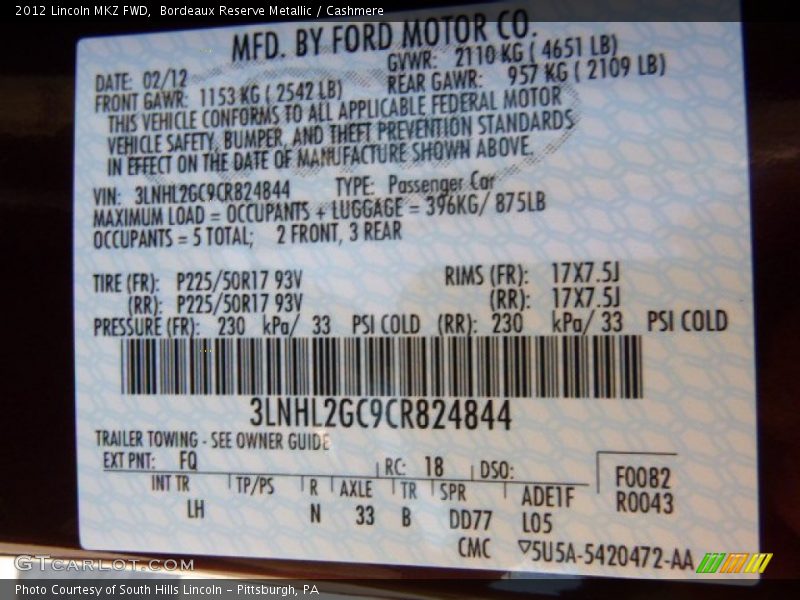 2012 Lincoln MKZ FWD, Bordeaux Reserve Metallic / Cashmere
MFD. BY FORD MOTOR CO.
DATE: 02/12 GVWR: 2110 KG ( 4651 LB)
FRONT GAWR: 1153 KG ( 2542 LB) REAR GAWR: 957 KG ( 2109 LB)
THIS VEHICLE CONFORMS TO ALL APPLICABLE FEDERAL MOTOR
VEHICLE SAFETY, BUMPER, AND THEFT PREVENTION STANDARDS
IN EFFECT ON THE DATE OF MANUFACTURE SHOWN ABOVE.
VIN: 3LNHL2GC9CR824844 TYPE: Passenger Car
MAXIMUM LOAD = OCCUPANTS + LUGGAGE = 396KG/ 875LB
OCCUPANTS = 5 TOTAL; 2 FRONT, 3 REAR
TIRE (FR): P225/50R17 93V RIMS (FR): 17X7.5J
(RR): P225/50R17 93V (RR): 17X7.5J
PRESSURE (FR): 230 kPa/ 33 PSI COLD (RR): 230 kPa/ 33 PSI COLD
3LNHL2GC9CR824844
TRAILER TOWING - SEE OWNER GUIDE
EXT PNT: FQ RC: 18 DSO: F0082
INT TR TP/PS R AXLE TR SPR ADE1F R0043
LH N 33 B DD77 L05
CMC ▽5U5A-5420472-AA
GTCARLOT.COM
Photo Courtesy of South Hills Lincoln - Pittsburgh, PA